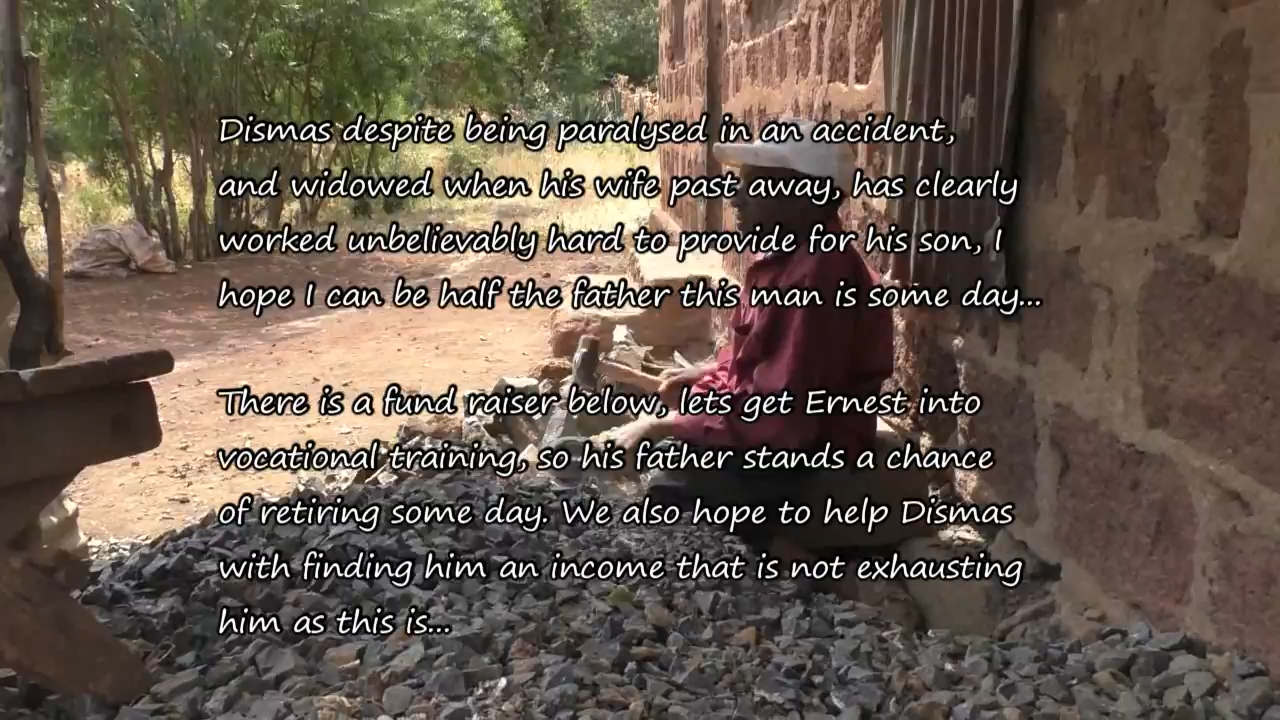 Dismas despite being paralysed in an accident,
and widowed when his wife past away, has clearly
worked unbelievably hard to provide for his son, I
hope I can be half the father this man is some day...
There is a fund raiser below, lets get Ernest into
vocational training, so his father stands a chance
of retiring some day. We also hope to help Dismas
with finding him an income that is not exhausting
him as this is...